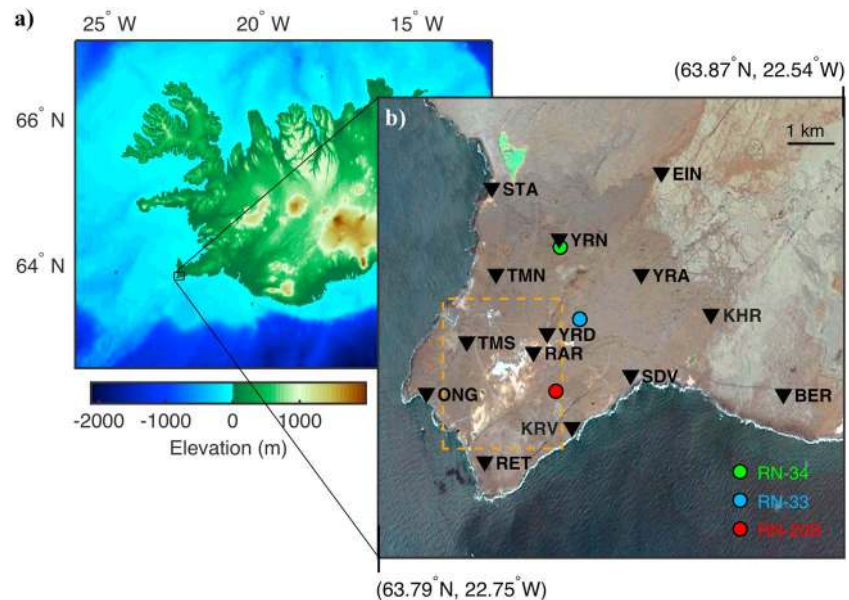 a)
25° W
20° W
15° W
(63.87°N, 22.54°W)
66° N
64° N
b)
1 km
EIN
STA
YRN
TMN
YRA
KHR
YRD
TMS
RAR
SDV
ONG
BER
KRV
RET
RN-34
RN-33
-2000 -1000 0 1000
Elevation (m)
(63.79°N, 22.75°W)